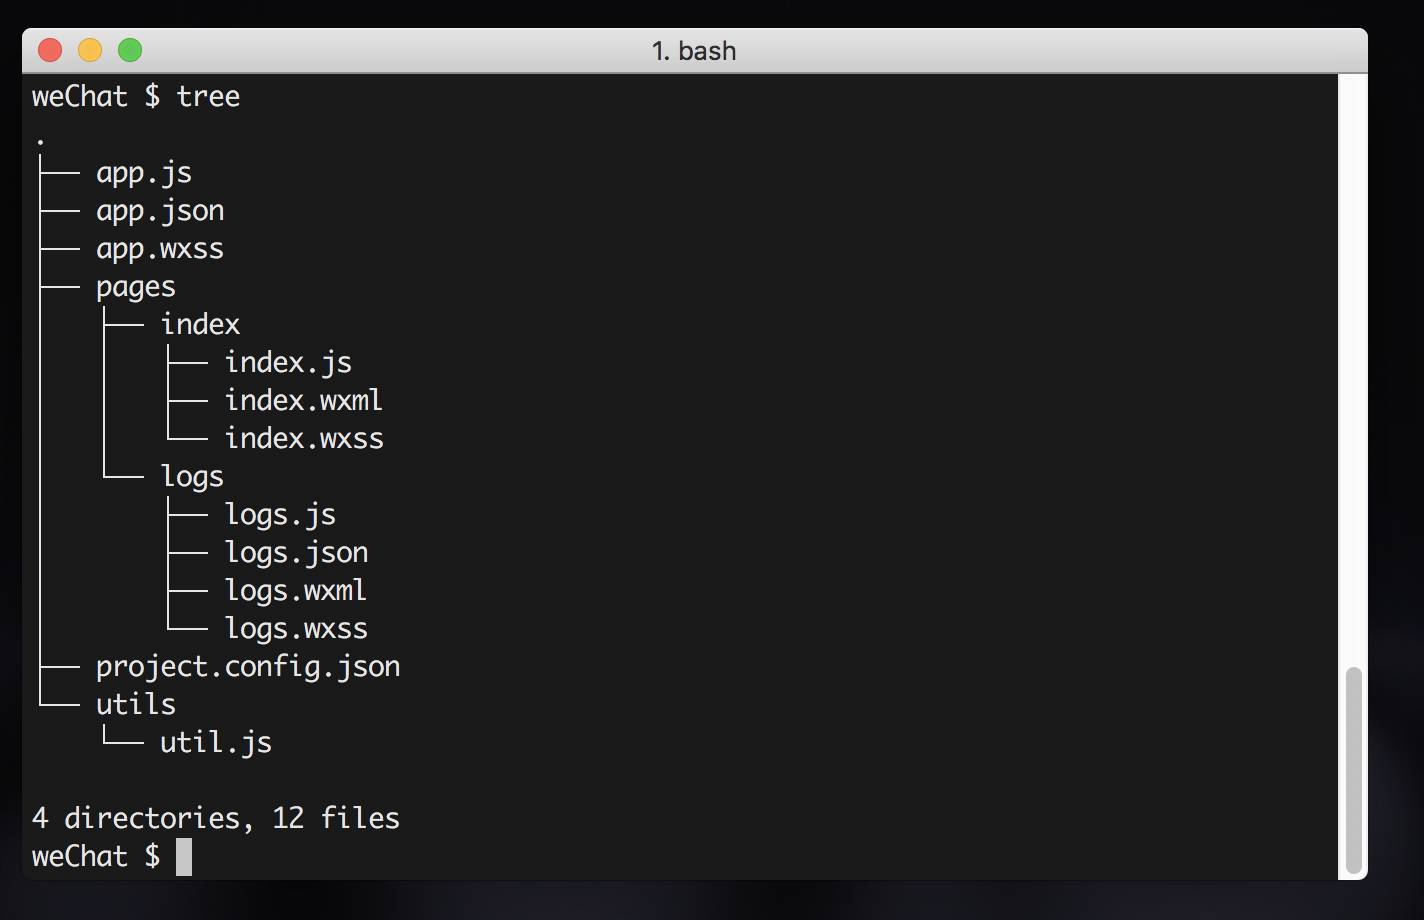 1. bash
weChat $ tree
.
├── app.js
├── app.json
├── app.wxss
├── pages
│   ├── index
│   │   ├── index.js
│   │   ├── index.wxml
│   │   └── index.wxss
│   └── logs
│       ├── logs.js
│       ├── logs.json
│       ├── logs.wxml
│       └── logs.wxss
├── project.config.json
└── utils
    └── util.js
4 directories, 12 files
weChat $